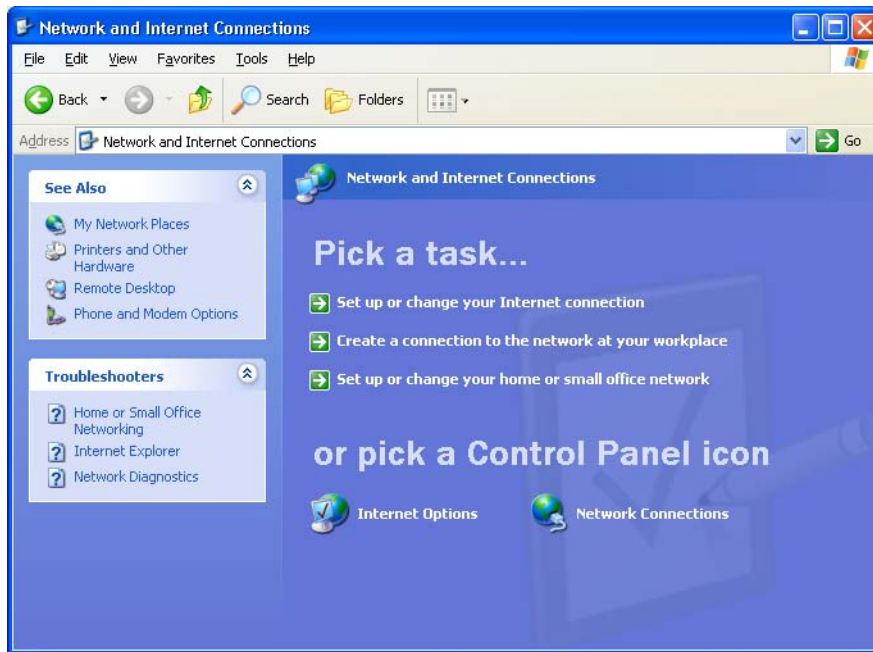 Network and Internet Connections
File Edit View Favorites Tools Help
Back Search Folders
Address Network and Internet Connections Go
See Also
My Network Places
Printers and Other
Hardware
Remote Desktop
Phone and Modem Options
Troubleshooters
Home or Small Office
Networking
Internet Explorer
Network Diagnostics
Network and Internet Connections
Pick a task...
Set up or change your Internet connection
Create a connection to the network at your workplace
Set up or change your home or small office network
or pick a Control Panel icon
Internet Options Network Connections